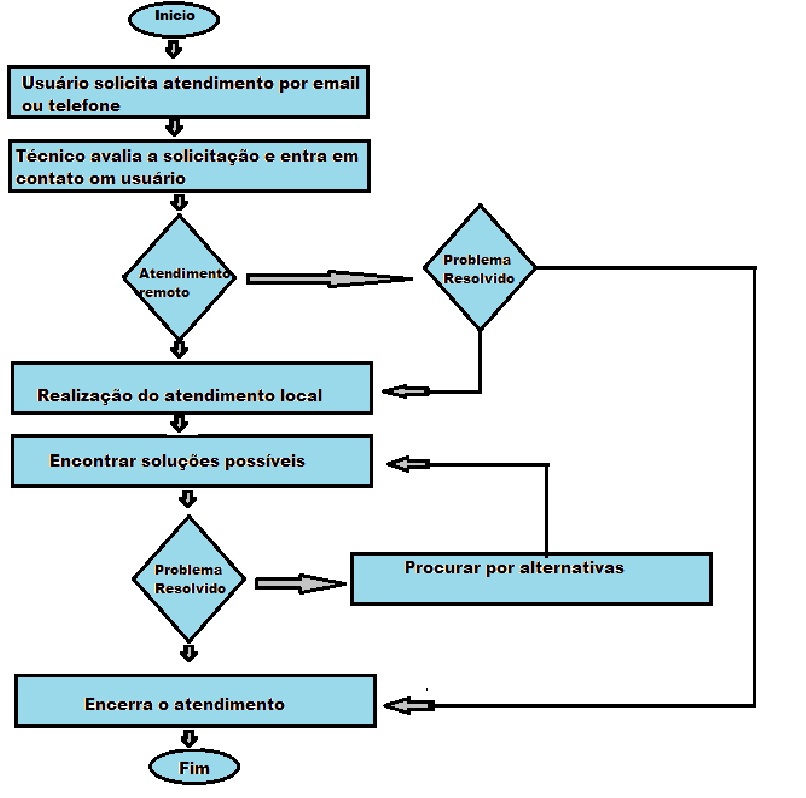 Inicio
Usuário solicita atendimento por email
ou telefone
Técnico avalia a solicitação e entra em
contato om usuário
Atendimento
remoto
Problema
Resolvido
Realização do atendimento local
Encontrar soluções possíveis
Problema
Resolvido
Procurar por alternativas
Encerra o atendimento
Fim